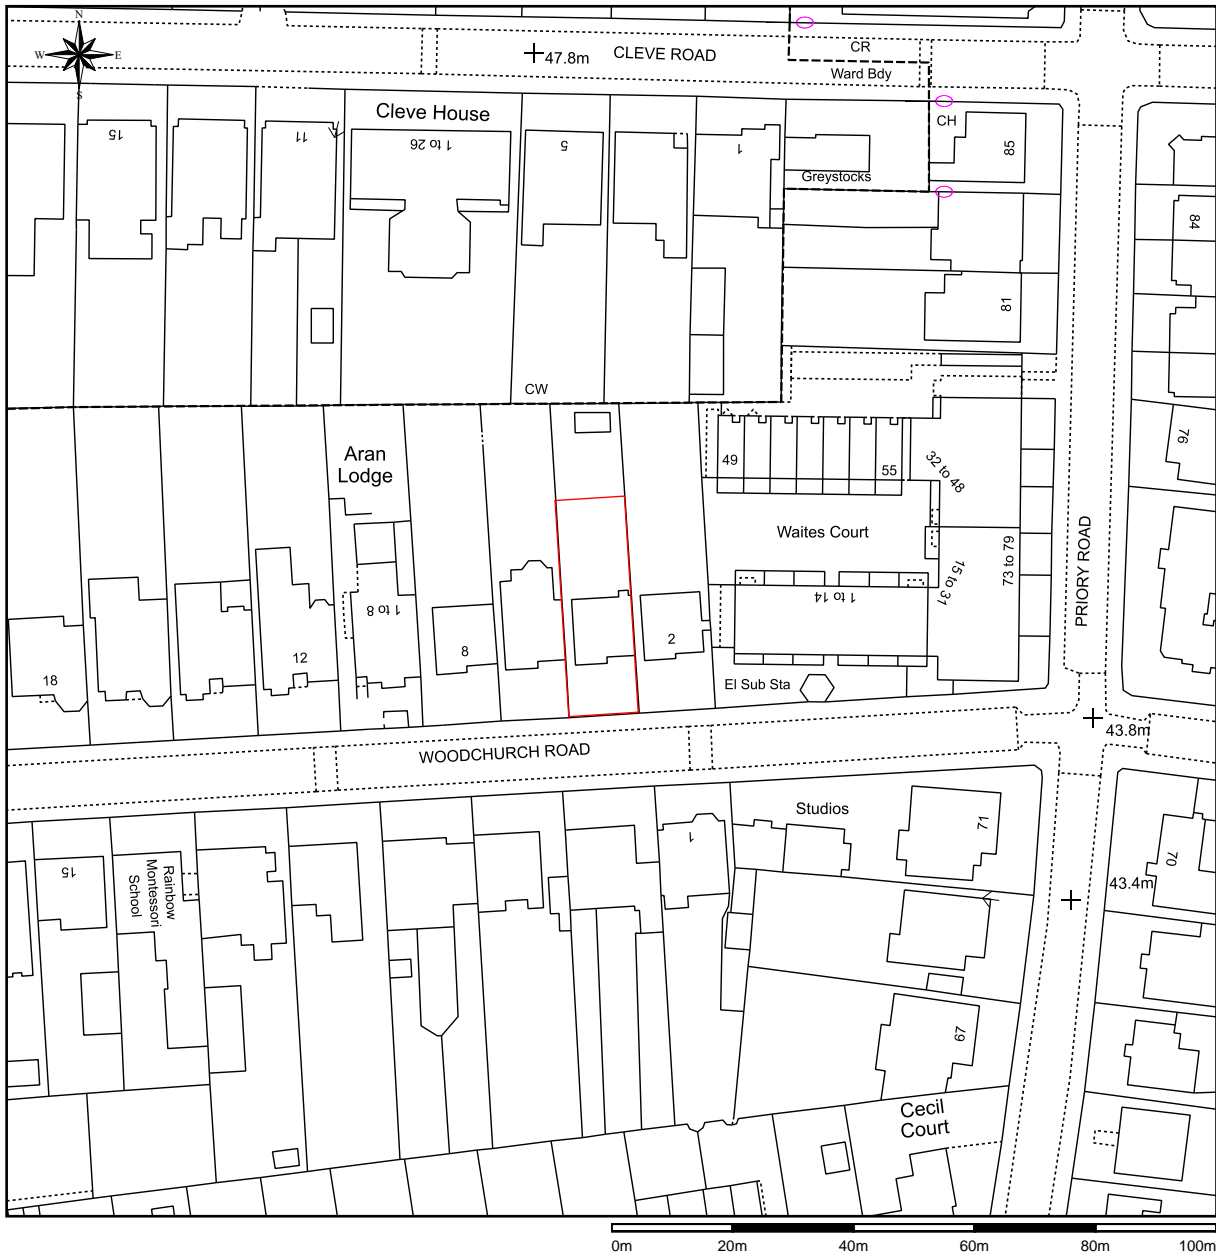 N
W
E
S
47.8m
CLEVE ROAD
CR
Ward Bdy
CH
Cleve House
15
11
1 to 26
5
1
85
Greystocks
84
81
CW
76
Aran
Lodge
49
55
32 to 48
Waites Court
73 to 79
PRIORY ROAD
15 to 31
1 to 14
1 to 8
18
12
8
2
El Sub Sta
43.8m
WOODCHURCH ROAD
Studios
71
1
15
Rainbow
Montessori
School
70
43.4m
67
Cecil
Court
0m
20m
40m
60m
80m
100m